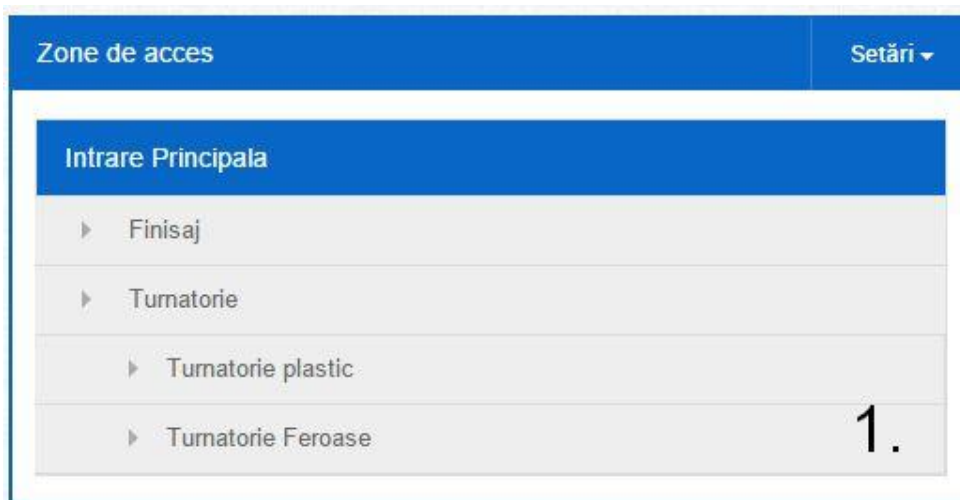 Zone de acces
Setări
Intrare Principala
Finisaj
Turnatorie
Turnatorie plastic
Turnatorie Feroase
1.